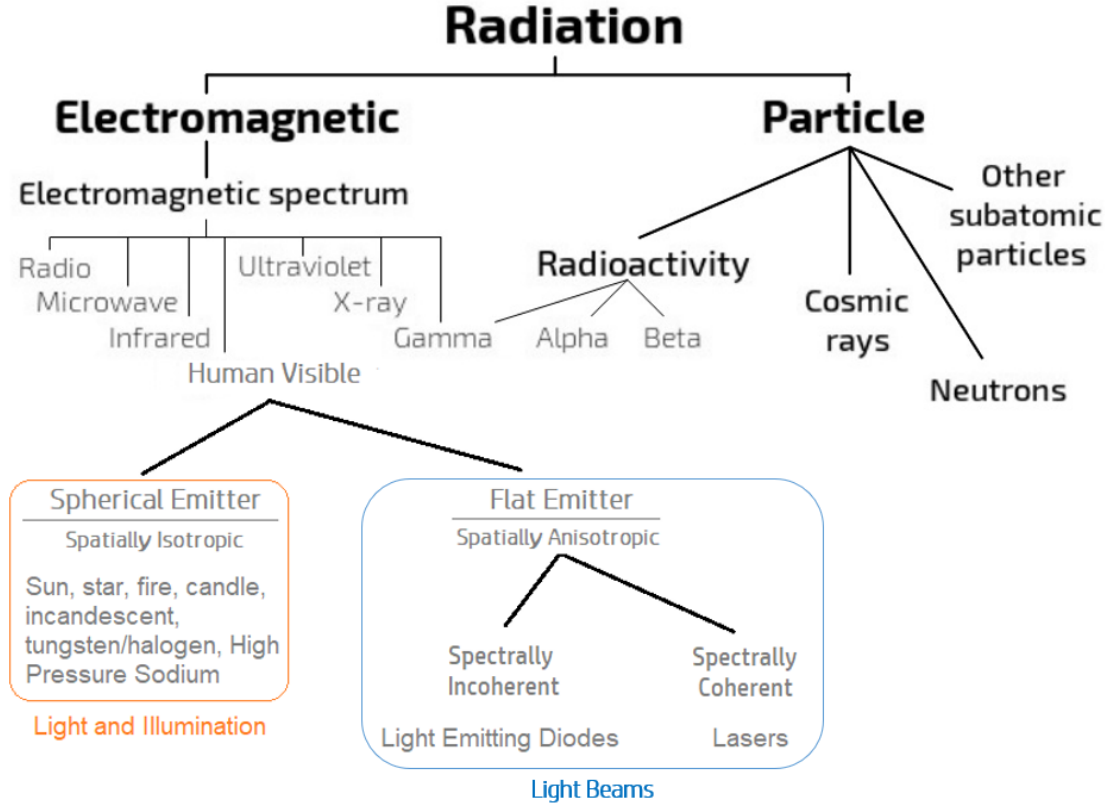 Radiation
Electromagnetic
Particle
Electromagnetic spectrum
Radio
Microwave
Infrared
Human Visible
Ultraviolet
X-ray
Gamma
Radioactivity
Alpha
Beta
Cosmic
rays
Neutrons
Other
subatomic
particles
Spherical Emitter
Spatially Isotropic
Sun, star, fire, candle,
incandescent,
tungsten/halogen, High
Pressure Sodium
Light and Illumination
Flat Emitter
Spatially Anisotropic
Spectrally
Incoherent
Light Emitting Diodes
Spectrally
Coherent
Lasers
Light Beams